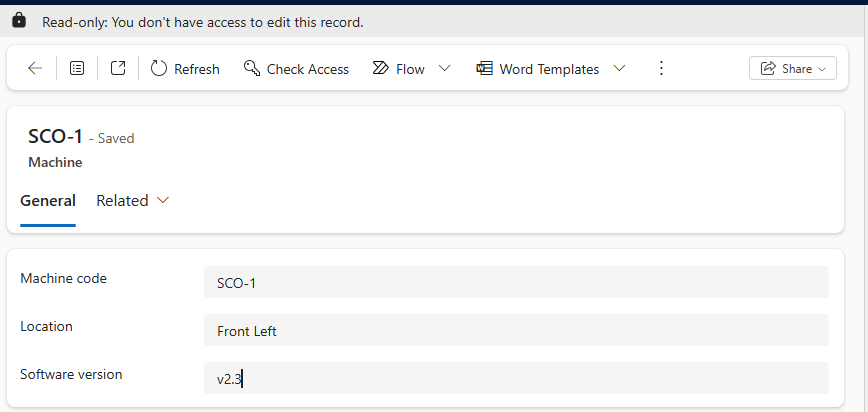 Read-only: You don't have access to edit this record.
Refresh Check Access Flow Word Templates Share
SCO-1 - Saved
Machine
General Related
Machine code SCO-1
Location Front Left
Software version v2.3